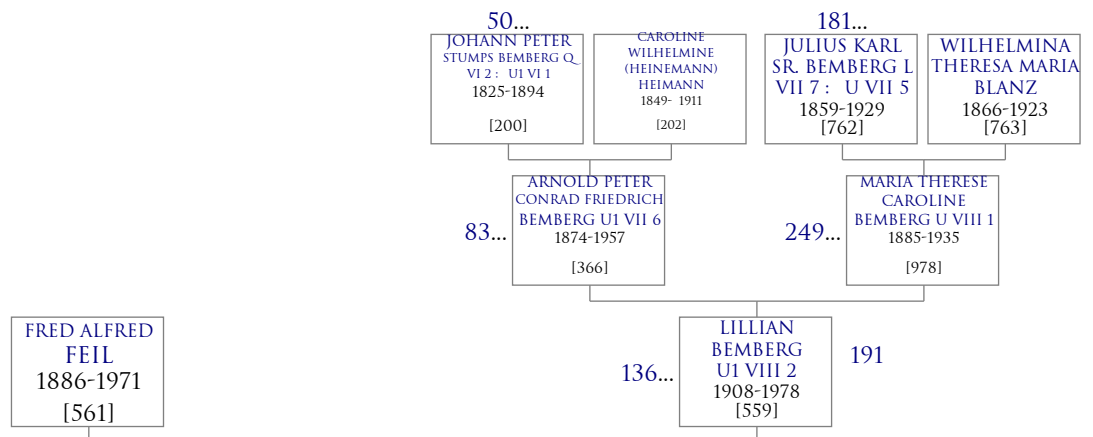 50...
JOHANN PETER
STUMPS BEMBERG Q
VI 2 : U1 VI 1
1825-1894
[200]
CAROLINE
WILHELMINE
(HEINEMANN)
HEIMANN
1849- 1911
[202]
181...
JULIUS KARL
SR. BEMBERG L
VII 7 : U VII 5
1859-1929
[762]
WILHELMINA
THERESA MARIA
BLANZ
1866-1923
[763]
83...
ARNOLD PETER
CONRAD FRIEDRICH
BEMBERG U1 VII 6
1874-1957
[366]
249...
MARIA THERESE
CAROLINE
BEMBERG U VIII 1
1885-1935
[978]
FRED ALFRED
FEIL
1886-1971
[561]
136...
LILLIAN
BEMBERG
U1 VIII 2
1908-1978
[559]
191